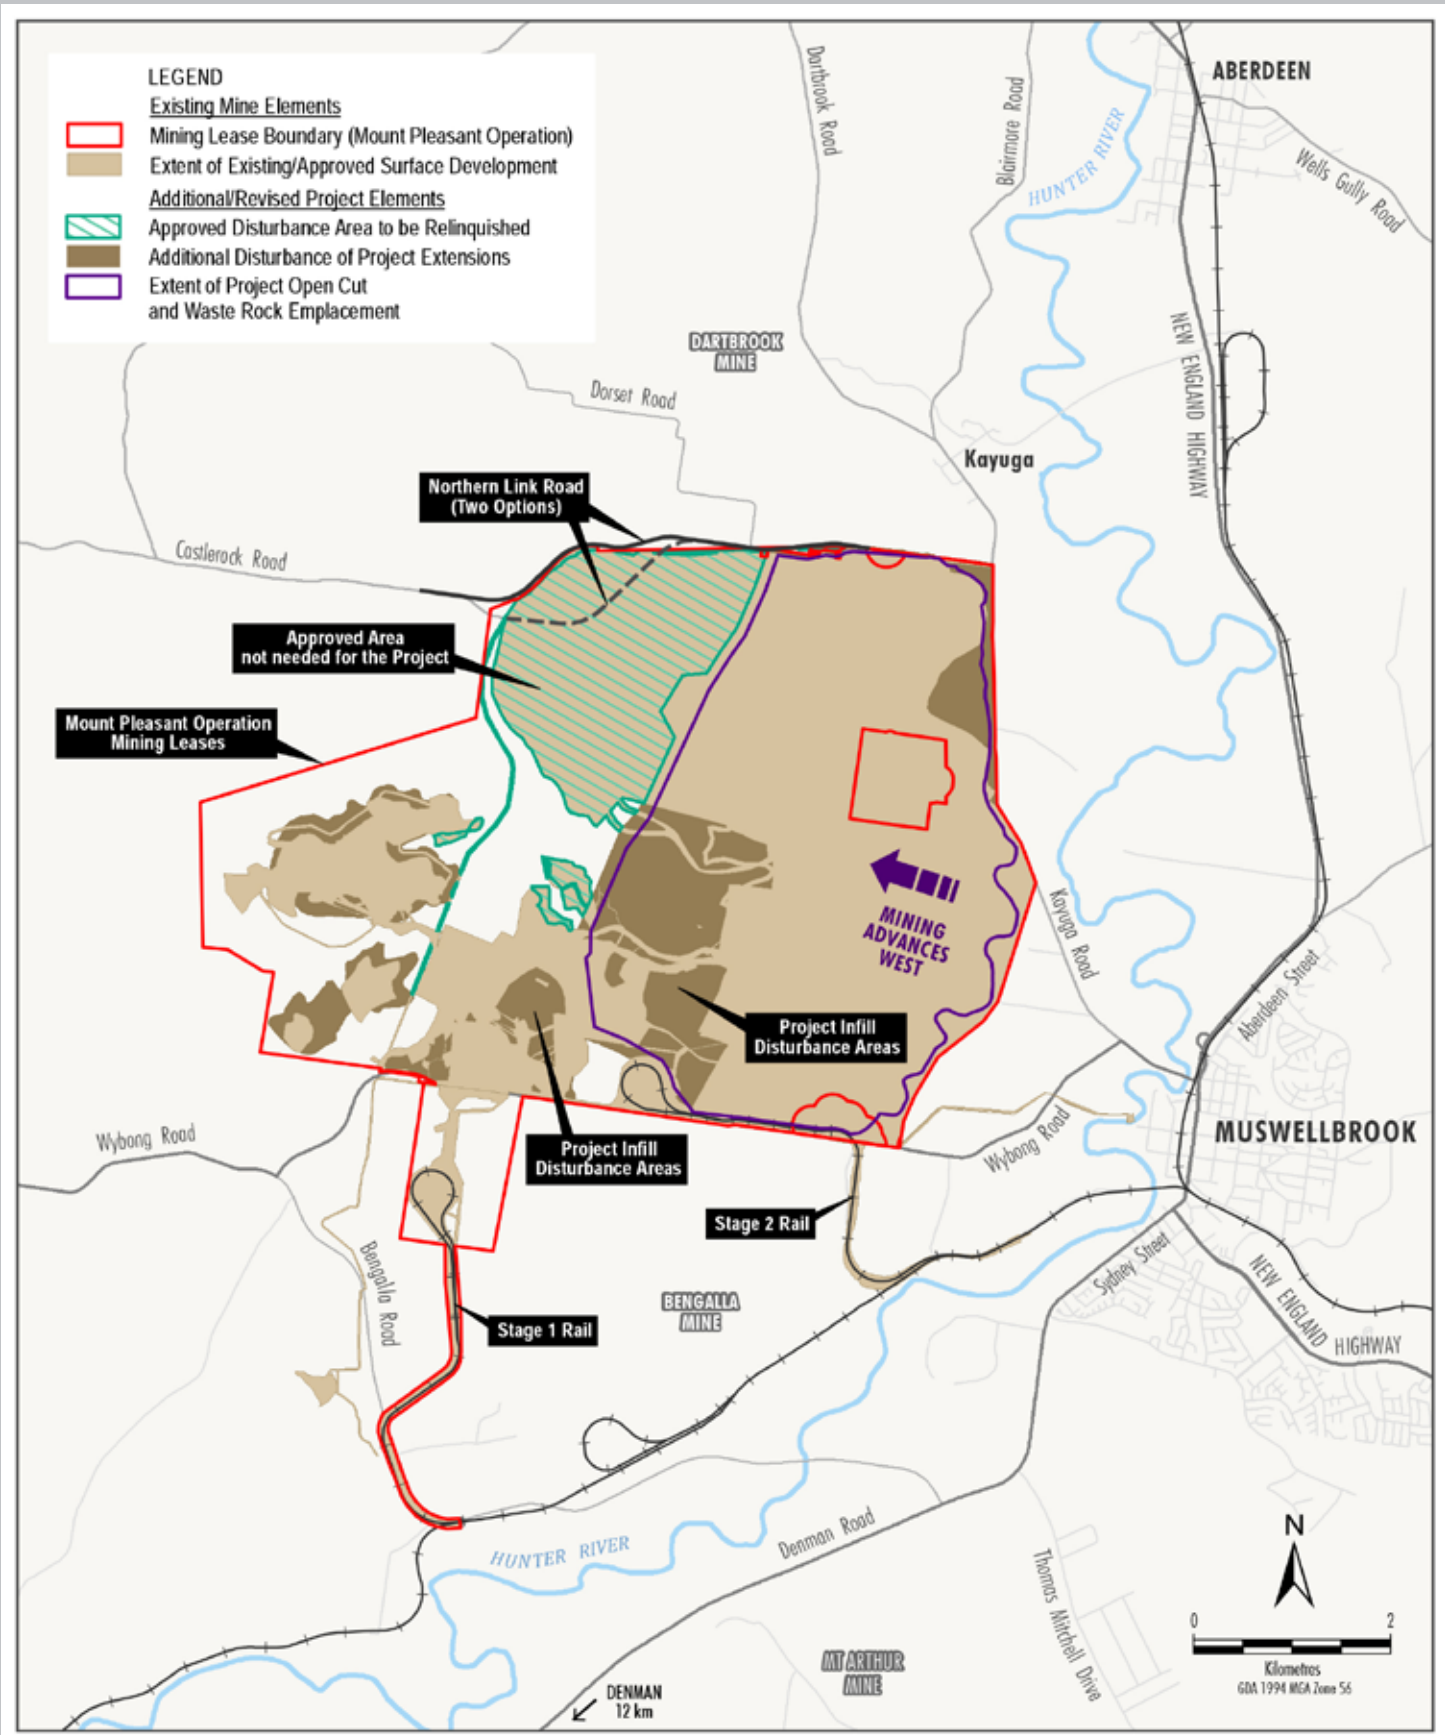 LEGEND
Existing Mine Elements
Mining Lease Boundary (Mount Pleasant Operation)
Extent of Existing/Approved Surface Development
Additional/Revised Project Elements
Approved Disturbance Area to be Relinquished
Additional Disturbance of Project Extensions
Extent of Project Open Cut
and Waste Rock Emplacement
ABERDEEN
Dartbrook Road
Blairmore Road
HUNTER RIVER
Wells Gully Road
NEW ENGLAND HIGHWAY
DARTBROOK
MINE
Dorset Road
Kayuga
Northern Link Road
(Two Options)
Castlerock Road
Approved Area
not needed for the Project
Mount Pleasant Operation
Mining Leases
MINING
ADVANCES
WEST
Kayuga Road
Aberdeen Street
Project Infill
Disturbance Areas
Wybong Road
Wybong Road
MUSWELLBROOK
Project Infill
Disturbance Areas
Stage 2 Rail
Bengalla Road
Sydney Street
NEW ENGLAND
HIGHWAY
BENGALLA
MINE
Stage 1 Rail
HUNTER RIVER
Denman Road
Thomas Mitchell Drive
N
0 2
Kilometres
GDA 1994 MGA Zone 56
MT ARTHUR
MINE
DENMAN
12 km